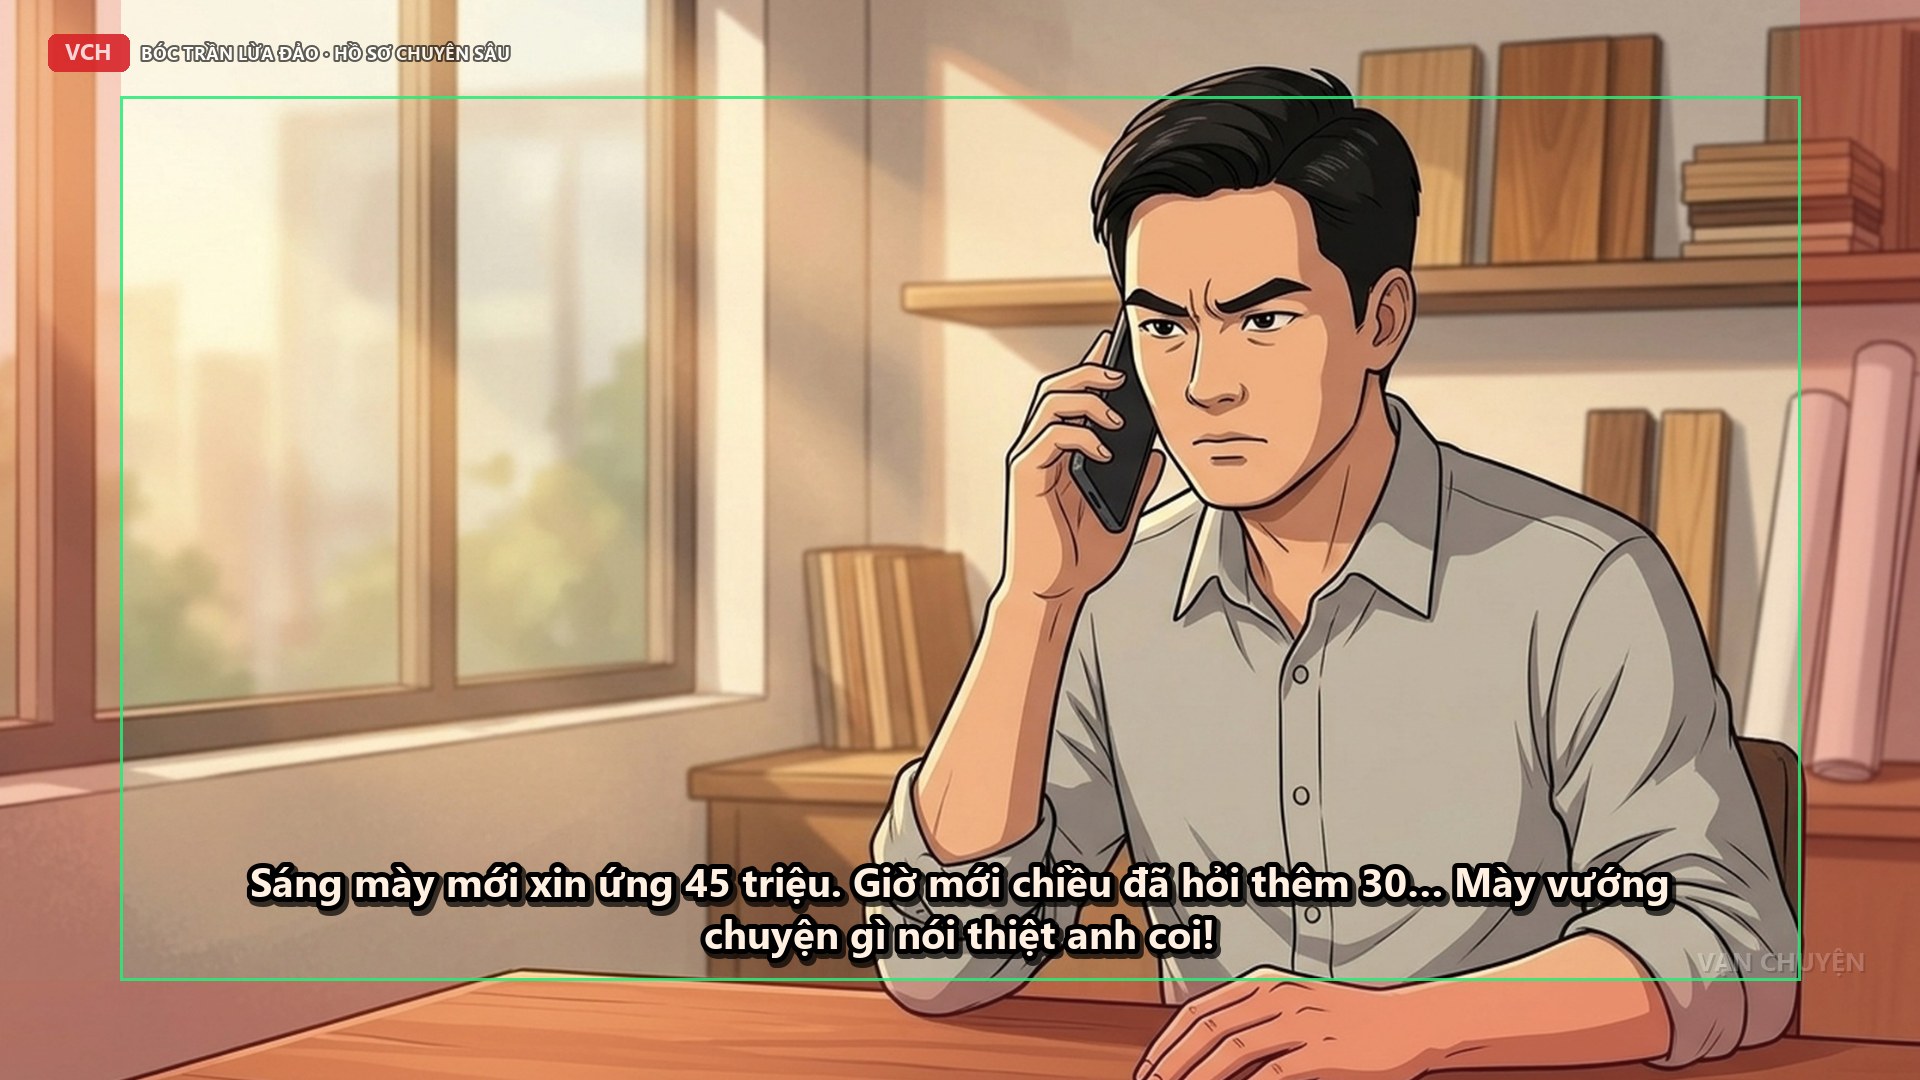 VCH BÓC TRẦN LỪA ĐẢO · HỒ SƠ CHUYÊN SÂU
Sáng mày mới xin ứng 45 triệu. Giờ mới chiều đã hỏi thêm 30... Mày vướng
chuyện gì nói thiệt anh coi!
VẠN CHUYỆN